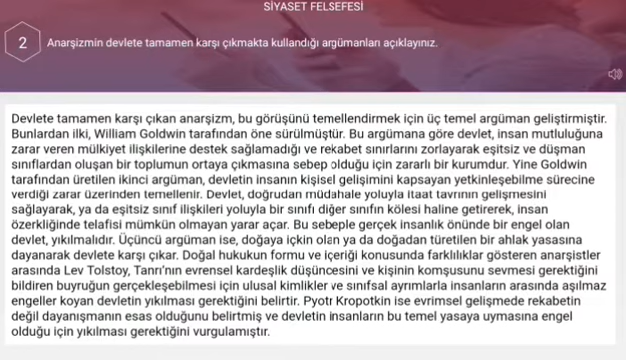 SİYASET FELSEFESİ
2
Anarşizmin devlete tamamen karşı çıkmakta kullandığı argümanları açıklayınız.
Devlete tamamen karşı çıkan anarşizm, bu görüşünü temellendirmek için üç temel argüman geliştirmiştir.
Bunlardan ilki, William Goldwin tarafından öne sürülmüştür. Bu argümana göre devlet, insan mutluluğuna
zarar veren mülkiyet ilişkilerine destek sağlamadığı ve rekabet sınırlarını zorlayarak eşitsiz ve düşman
sınıflardan oluşan bir toplumun ortaya çıkmasına sebep olduğu için zararlı bir kurumdur. Yine Goldwin
tarafından üretilen ikinci argüman, devletin insanın kişisel gelişimini kapsayan yetkinleşebilme sürecine
verdiği zarar üzerinden temellenir. Devlet, doğrudan müdahale yoluyla itaat tavrının gelişmesini
sağlayarak, ya da eşitsiz sınıf ilişkileri yoluyla bir sınıfı diğer sınıfın kölesi haline getirerek, insan
özerkliğinde telafisi mümkün olmayan yarar açar. Bu sebeple gerçek insanlık önünde bir engel olan
devlet, yıkılmalıdır. Üçüncü argüman ise, doğaya içkin olan ya da doğadan türetilen bir ahlak yasasına
dayanarak devlete karşı çıkar. Doğal hukukun formu ve içeriği konusunda farklılıklar gösteren anarşistler
arasında Lev Tolstoy, Tanrı'nın evrensel kardeşlik düşüncesini ve kişinin komşusunu sevmesi gerektiğini
bildiren buyruğun gerçekleşebilmesi için ulusal kimlikler ve sınıfsal ayrımlarla insanların arasında aşılmaz
engeller koyan devletin yıkılması gerektiğini belirtir. Pyotr Kropotkin ise evrimsel gelişmede rekabetin
değil dayanışmanın esas olduğunu belirtmiş ve devletin insanların bu temel yasaya uymasına engel
olduğu için yıkılması gerektiğini vurgulamıştır.